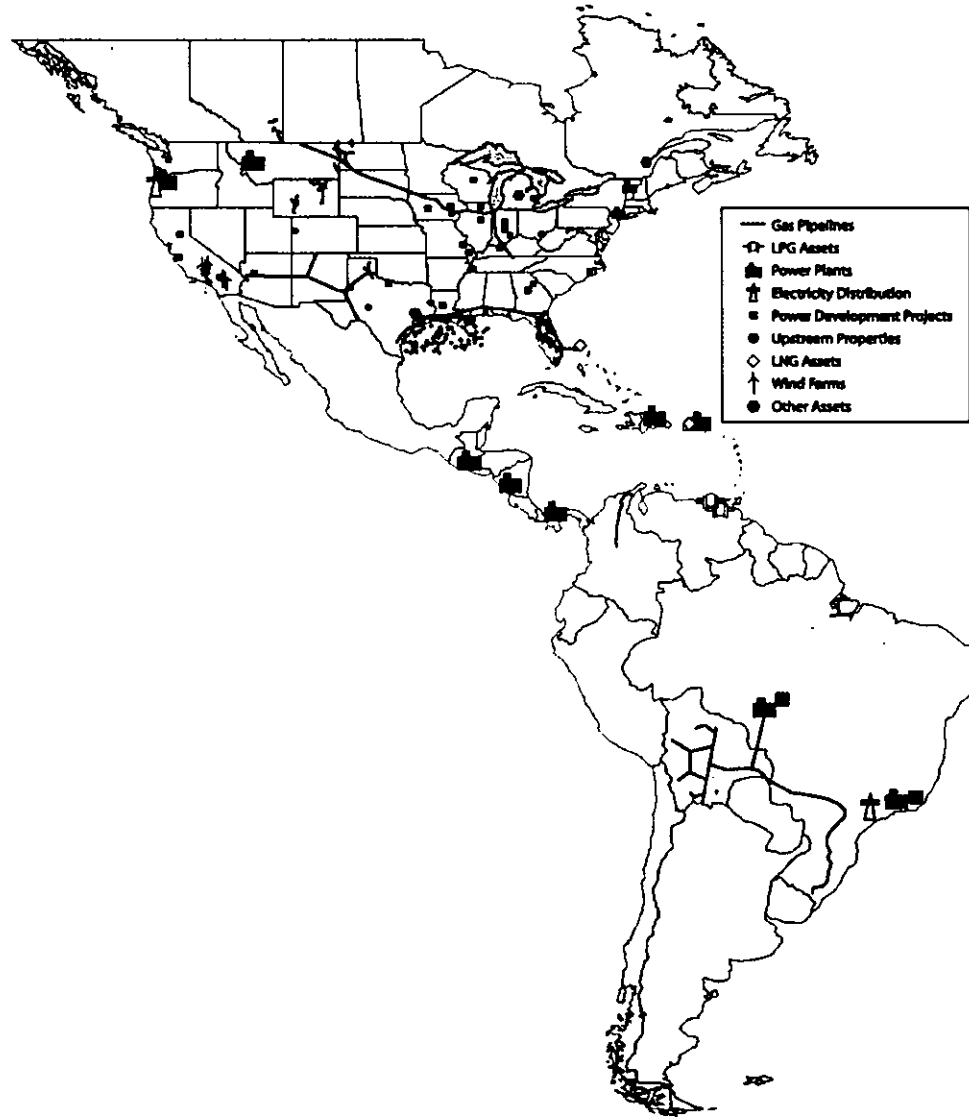 Gas Pipelines
LPG Assets
Power Plants
Electricity Distribution
Power Development Projects
Upstream Properties
LNG Assets
Wind Farms
Other Assets